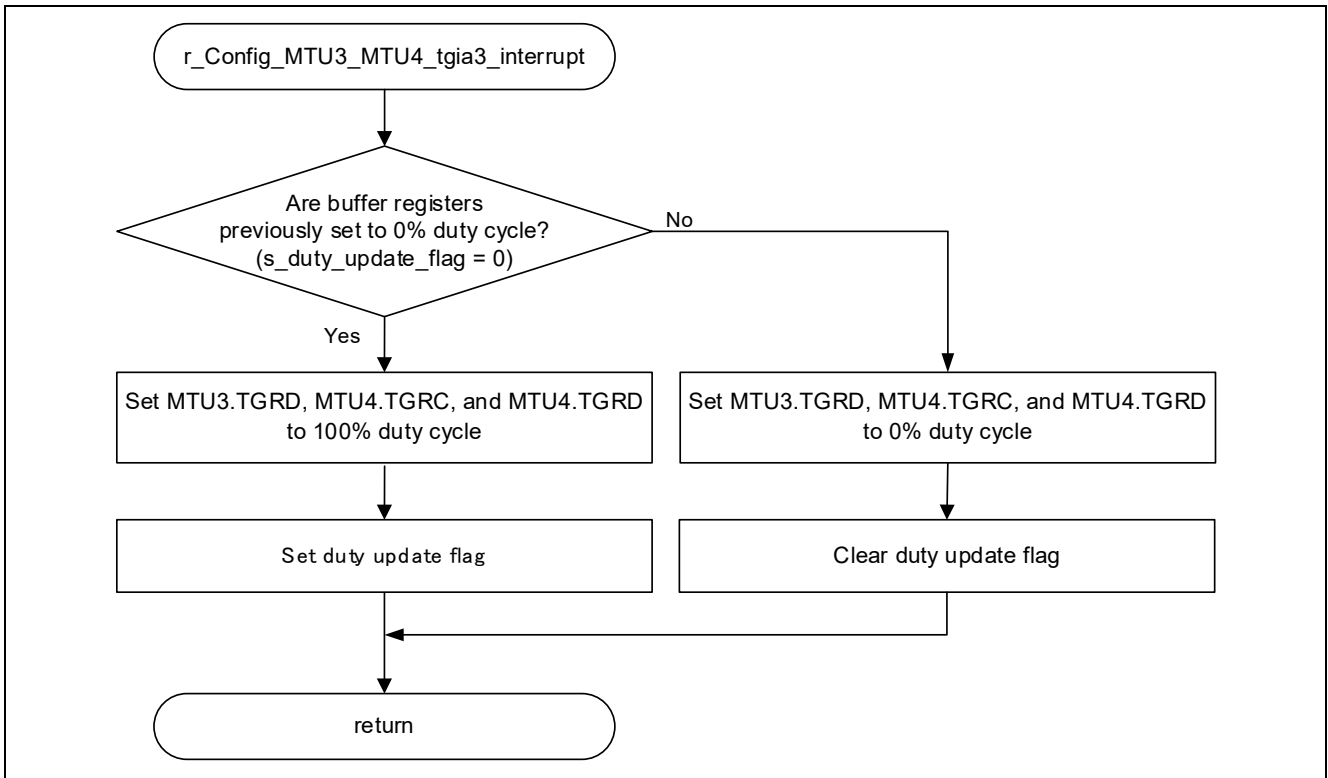 r_Config_MTU3_MTU4_tgia3_interrupt
Are buffer registers
previously set to 0% duty cycle?
(s_duty_update_flag = 0)
No
Yes
Set MTU3.TGRD, MTU4.TGRC, and MTU4.TGRD
to 100% duty cycle
Set MTU3.TGRD, MTU4.TGRC, and MTU4.TGRD
to 0% duty cycle
Set duty update flag
Clear duty update flag
return